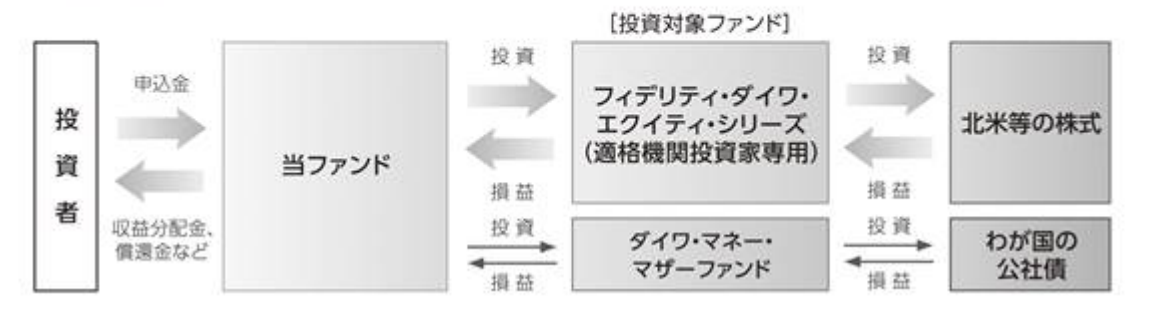 [投資対象ファンド]
投資者
申込金
収益分配金、
償還金など
当ファンド
投資
損益
フィデリティ・ダイワ・
エクイティ・シリーズ
(適格機関投資家専用)
投資
損益
北米等の株式
投資
損益
ダイワ・マネー・
マザーファンド
投資
損益
わが国の
公社債